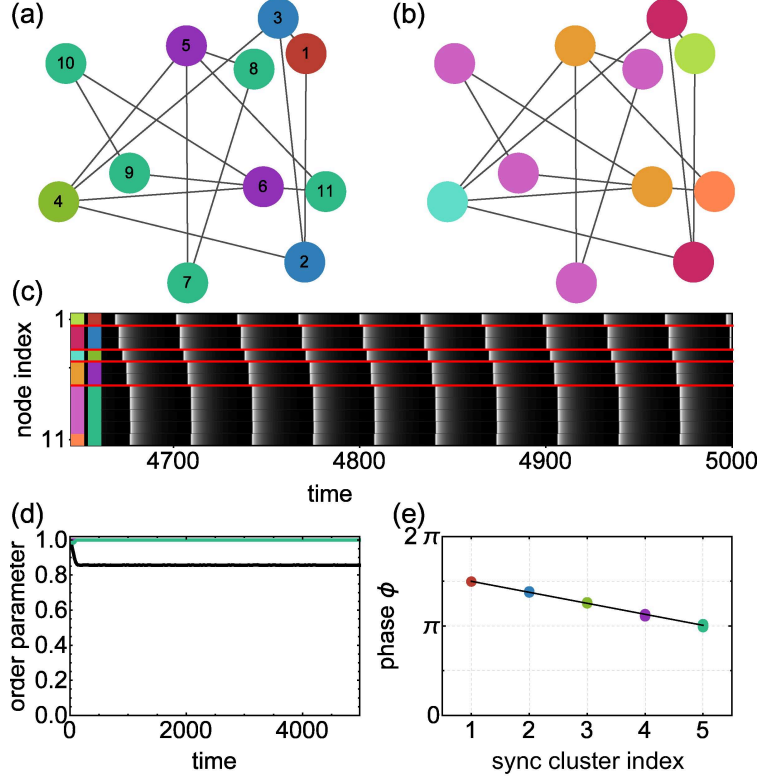 (a)
(b)
3
5
1
10
8
9
6
11
4
2
7
(c)
node index
1
11
4700
4800
4900
5000
time
(d)
order parameter
1.0
0.8
0.6
0.4
0.2
0.0
0
2000
4000
time
(e)
phase ϕ
2 π
π
0
1
2
3
4
5
sync cluster index